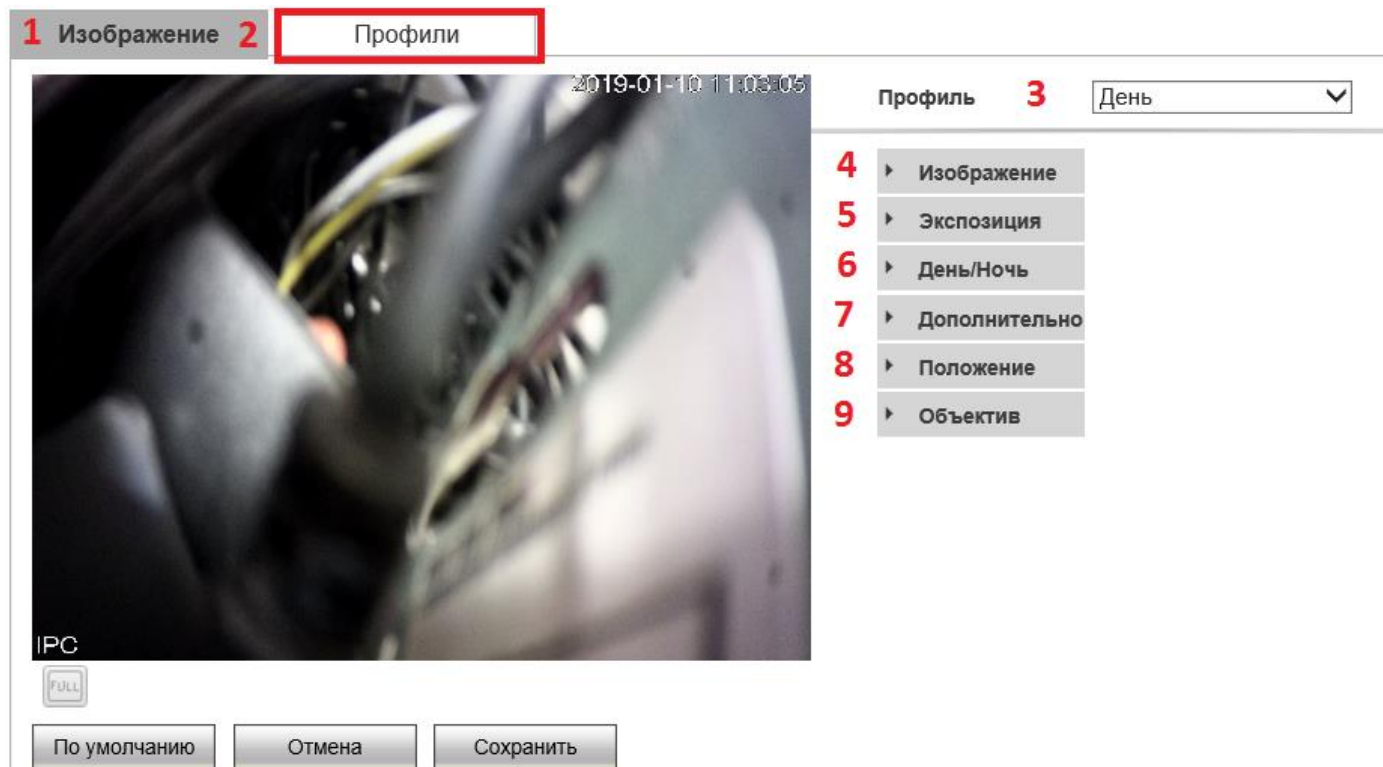 1 Изображение 2 Профили
2019-01-10 11:03:05
Профиль 3 День
4 Изображение
5 Экспозиция
6 День/Ночь
7 Дополнительно
8 Положение
9 Объектив
IPC
FULL
По умолчанию Отмена Сохранить